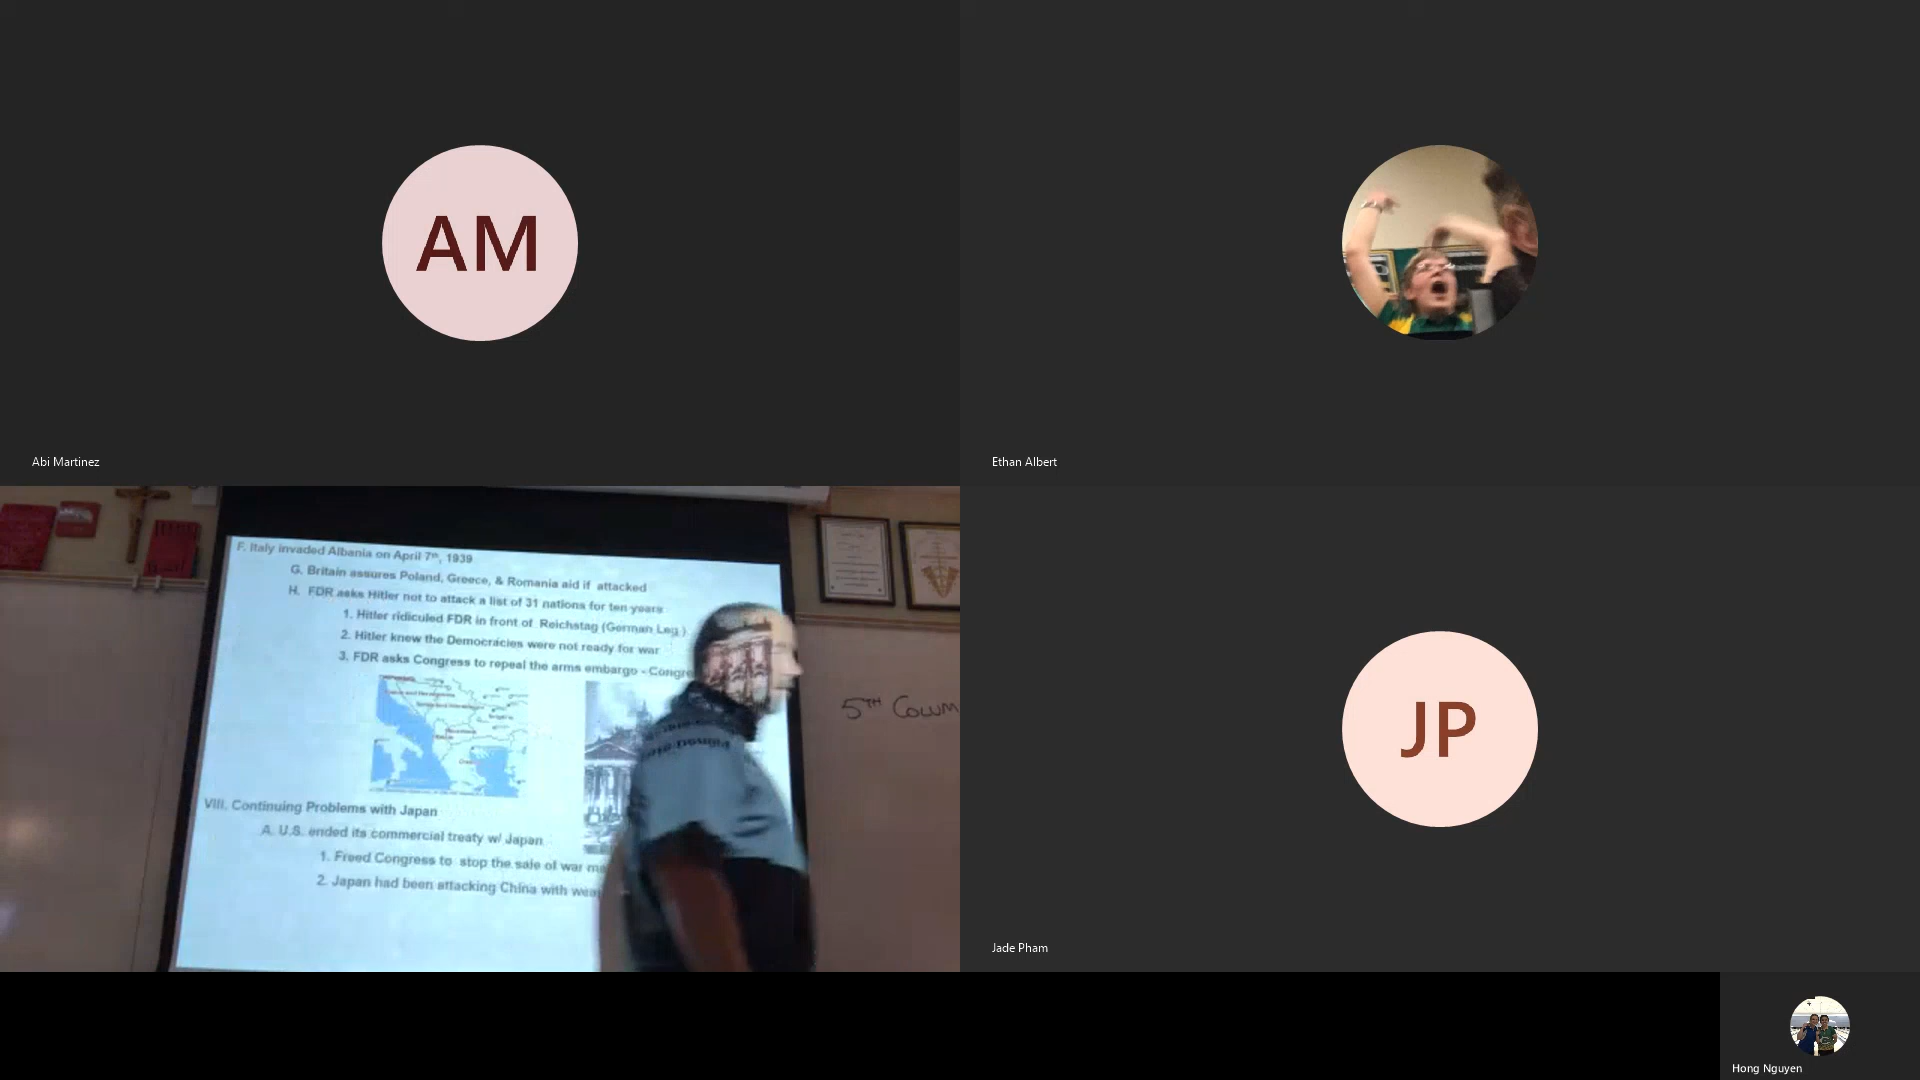 AM
Abi Martinez
Ethan Albert
F. Italy invaded Albania on April 7th, 1939
G. Britain assures Poland, Greece, & Romania aid if attacked
H. FDR asks Hitler not to attack a list of 31 nations for ten years
1. Hitler ridiculed FDR in front of Reichstag (German Leg.)
2. Hitler knew the Democracies were not ready for war
3. FDR asks Congress to repeal the arms embargo - Congre
5TH COLUM
VIII. Continuing Problems with Japan
A. U.S. ended its commercial treaty w/ Japan
1. Freed Congress to stop the sale of war
2. Japan had been attacking China with
JP
Jade Pham
Hong Nguyen